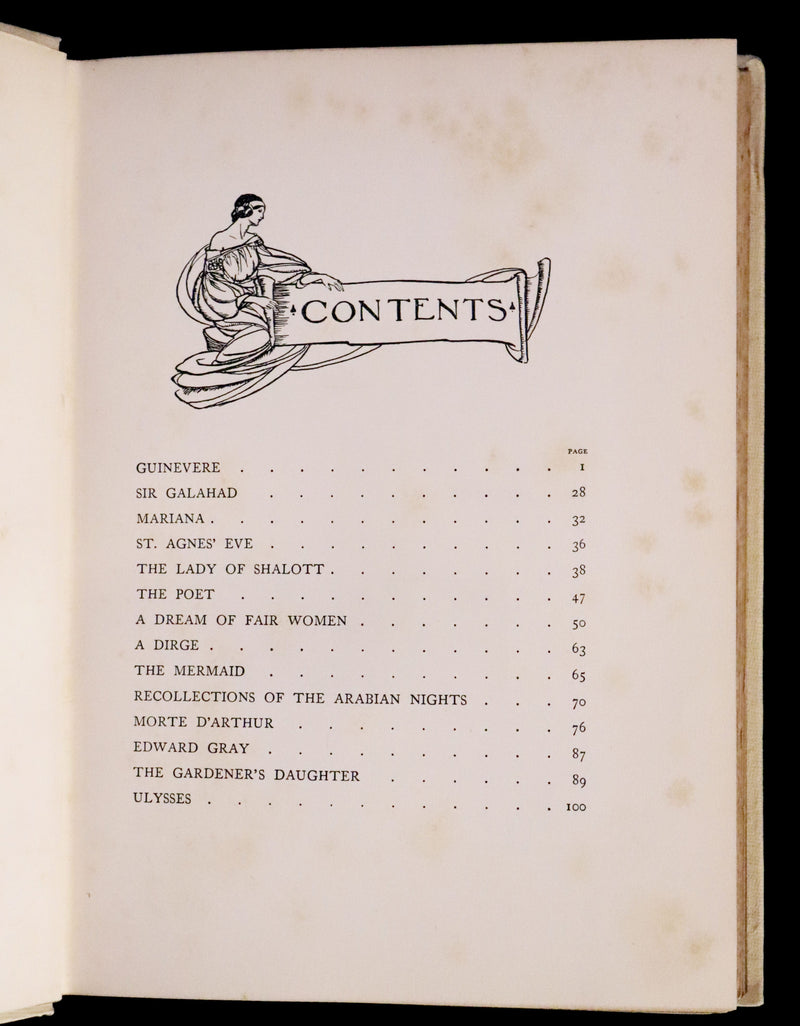 CONTENTS
PAGE
GUINEVERE . . . . . . . . . . . 1
SIR GALAHAD . . . . . . . . . . 28
MARIANA . . . . . . . . . . . . 32
ST. AGNES' EVE . . . . . . . . . . 36
THE LADY OF SHALOTT . . . . . . . . 38
THE POET . . . . . . . . . . . 47
A DREAM OF FAIR WOMEN . . . . . . . 50
A DIRGE . . . . . . . . . . . . 63
THE MERMAID . . . . . . . . . . 65
RECOLLECTIONS OF THE ARABIAN NIGHTS . . . 70
MORTE D'ARTHUR . . . . . . . . . 76
EDWARD GRAY . . . . . . . . . . 87
THE GARDENER'S DAUGHTER . . . . . . 89
ULYSSES . . . . . . . . . . . . 100